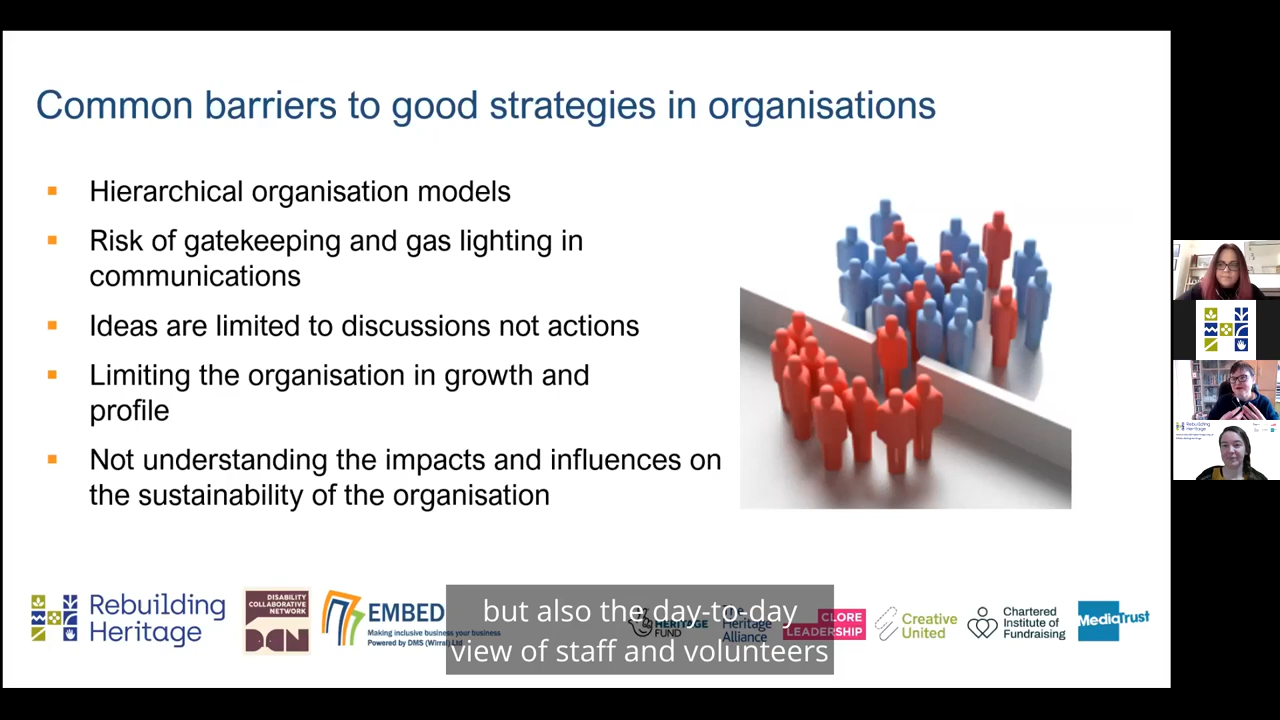 Common barriers to good strategies in organisations
Hierarchical organisation models
Risk of gatekeeping and gas lighting in
communications
Ideas are limited to discussions not actions
Limiting the organisation in growth and
profile
Not understanding the impacts and influences on
the sustainability of the organisation
Rebuilding
Heritage
DISABILITY
COLLABORATIVE
NETWORK
DCN
EMBED
Making inclusive business your business
Powered by DMS (Wirral) Ltd
HERITAGE
FUND
The
Heritage
Alliance
CLORE
LEADERSHIP
Creative
United
Chartered
Institute of
Fundraising
MediaTrust
but also the day-to-day
view of staff and volunteers
Rebuilding
Heritage